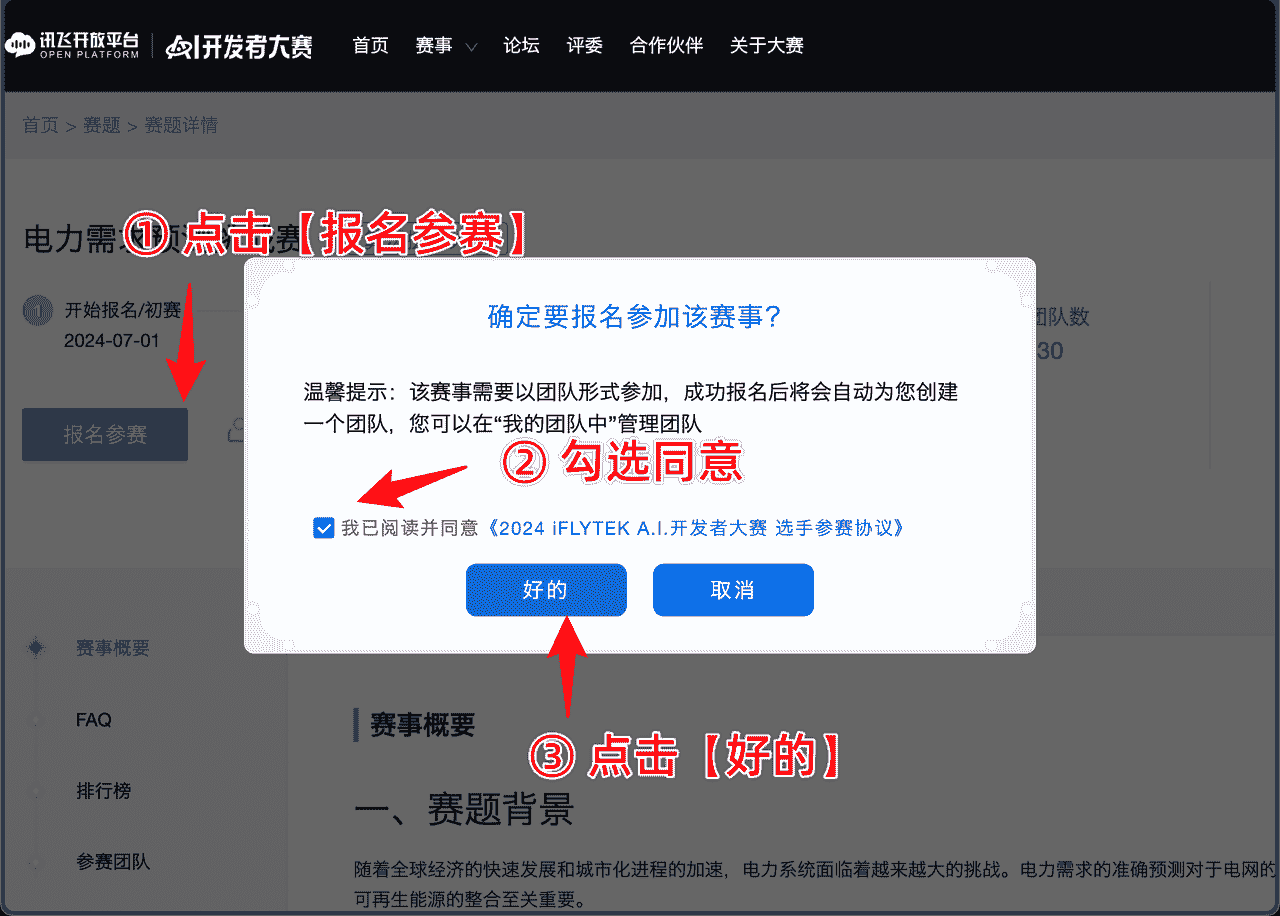 讯飞开放平台
OPEN PLATFORM
AI开发者大赛
首页 赛事 论坛 评委 合作伙伴 关于大赛
首页 > 赛题 > 赛题详情
电力需求预测挑战赛
① 点击【报名参赛】
确定要报名参加该赛事?
1 开始报名/初赛
2024-07-01
团队数
30
温馨提示：该赛事需要以团队形式参加，成功报名后将会自动为您创建
一个团队，您可以在“我的团队中”管理团队
报名参赛
② 勾选同意
我已阅读并同意《2024 iFLYTEK A.I.开发者大赛 选手参赛协议》
好的 取消
赛事概要
FAQ
排行榜
参赛团队
赛事概要
③ 点击【好的】
一、赛题背景
随着全球经济的快速发展和城市化进程的加速，电力系统面临着越来越大的挑战。电力需求的准确预测对于电网的
可再生能源的整合至关重要。